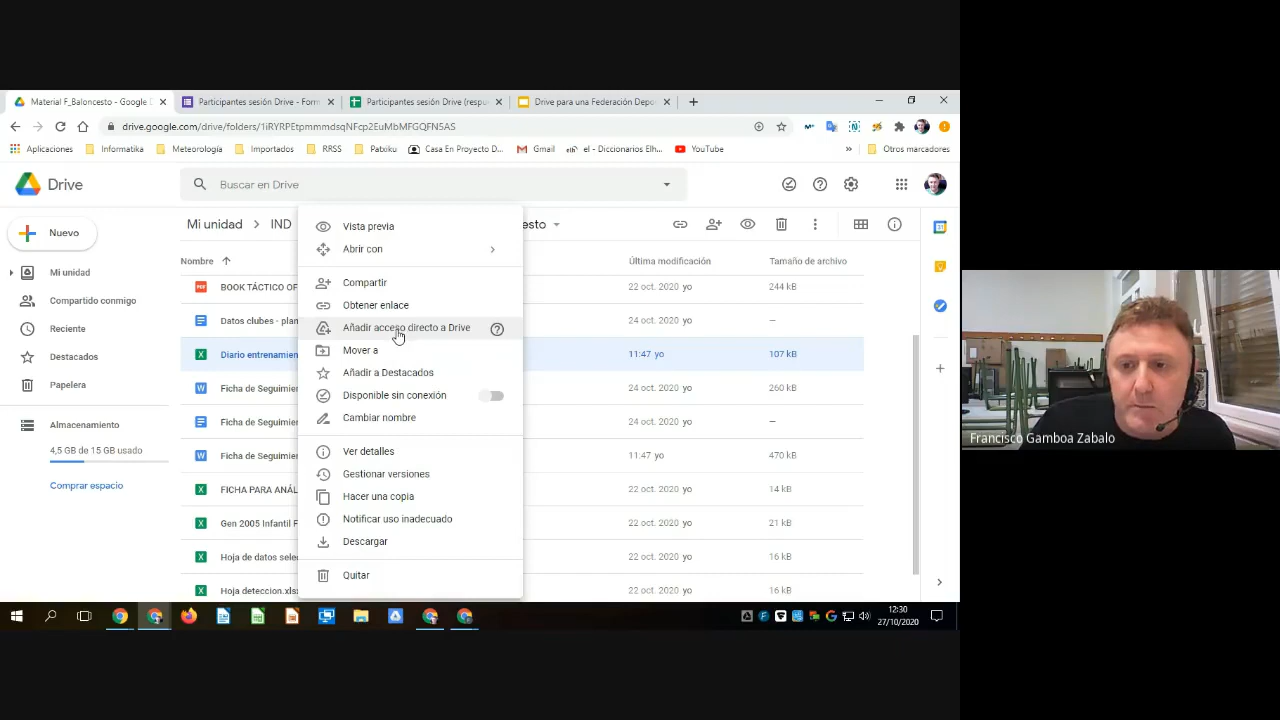 Material F_Baloncesto - Google D
Participantes sesión Drive - Form
Participantes sesión Drive (respu
Drive para una Federación Depo
drive.google.com/drive/folders/1iRYRPEtpmmmdsqNFcp2EuMbMFGQFN5AS
Aplicaciones
Informatika
Meteorología
Importados
RRSS
Patxiku
Casa En Proyecto D...
Gmail
el - Diccionarios Elh...
YouTube
»
Otros marcadores
Drive
Buscar en Drive
Nuevo
Mi unidad
IND
esto
Mi unidad
Compartido conmigo
Reciente
Destacados
Papelera
Almacenamiento
4,5 GB de 15 GB usado
Comprar espacio
Nombre
Última modificación
Tamaño de archivo
BOOK TÁCTICO OF
22 oct. 2020 yo
244 kB
Datos clubes - plan
24 oct. 2020 yo
—
Diario entrenamien
11:47 yo
107 kB
Ficha de Seguimier
24 oct. 2020 yo
260 kB
Ficha de Seguimier
24 oct. 2020 yo
—
Ficha de Seguimier
11:47 yo
470 kB
FICHA PARA ANÁL
22 oct. 2020 yo
14 kB
Gen 2005 Infantil F
22 oct. 2020 yo
21 kB
Hoja de datos selec
22 oct. 2020 yo
16 kB
Hoja deteccion.xlsx
22 oct. 2020 yo
16 kB
Vista previa
Abrir con
Compartir
Obtener enlace
Añadir acceso directo a Drive
Mover a
Añadir a Destacados
Disponible sin conexión
Cambiar nombre
Ver detalles
Gestionar versiones
Hacer una copia
Notificar uso inadecuado
Descargar
Quitar
12:30
27/10/2020
Francisco Gamboa Zabalo